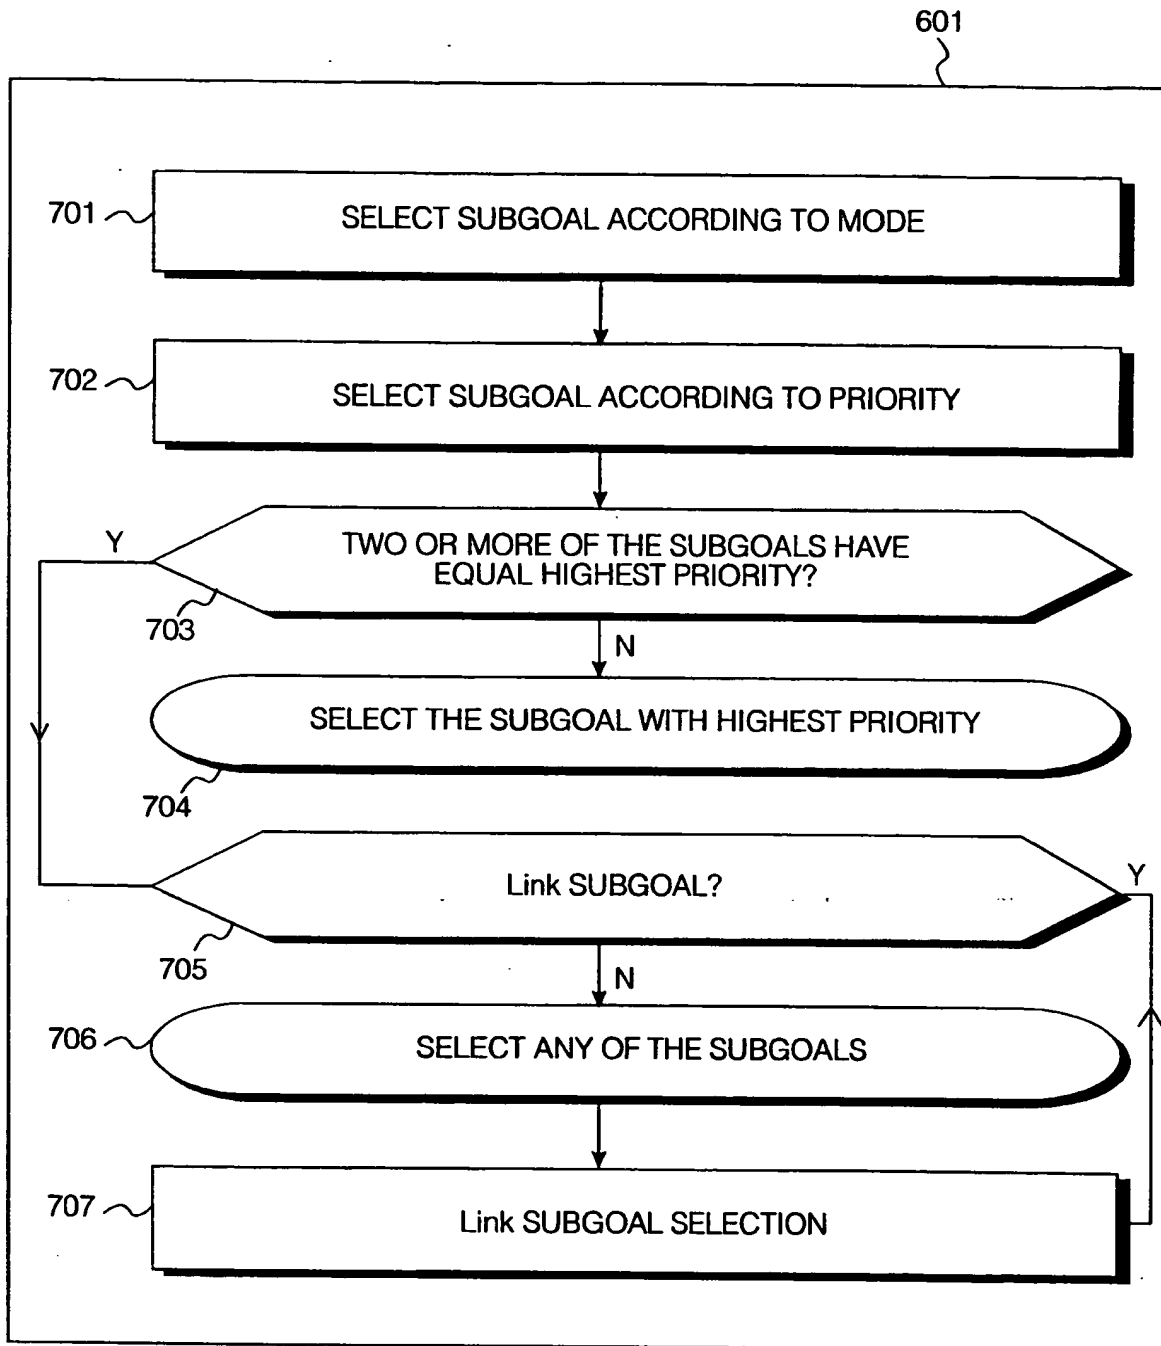 601
701
SELECT SUBGOAL ACCORDING TO MODE
702
SELECT SUBGOAL ACCORDING TO PRIORITY
Y
TWO OR MORE OF THE SUBGOALS HAVE
EQUAL HIGHEST PRIORITY?
703
N
SELECT THE SUBGOAL WITH HIGHEST PRIORITY
704
Link SUBGOAL?
Y
705
N
706
SELECT ANY OF THE SUBGOALS
707
Link SUBGOAL SELECTION